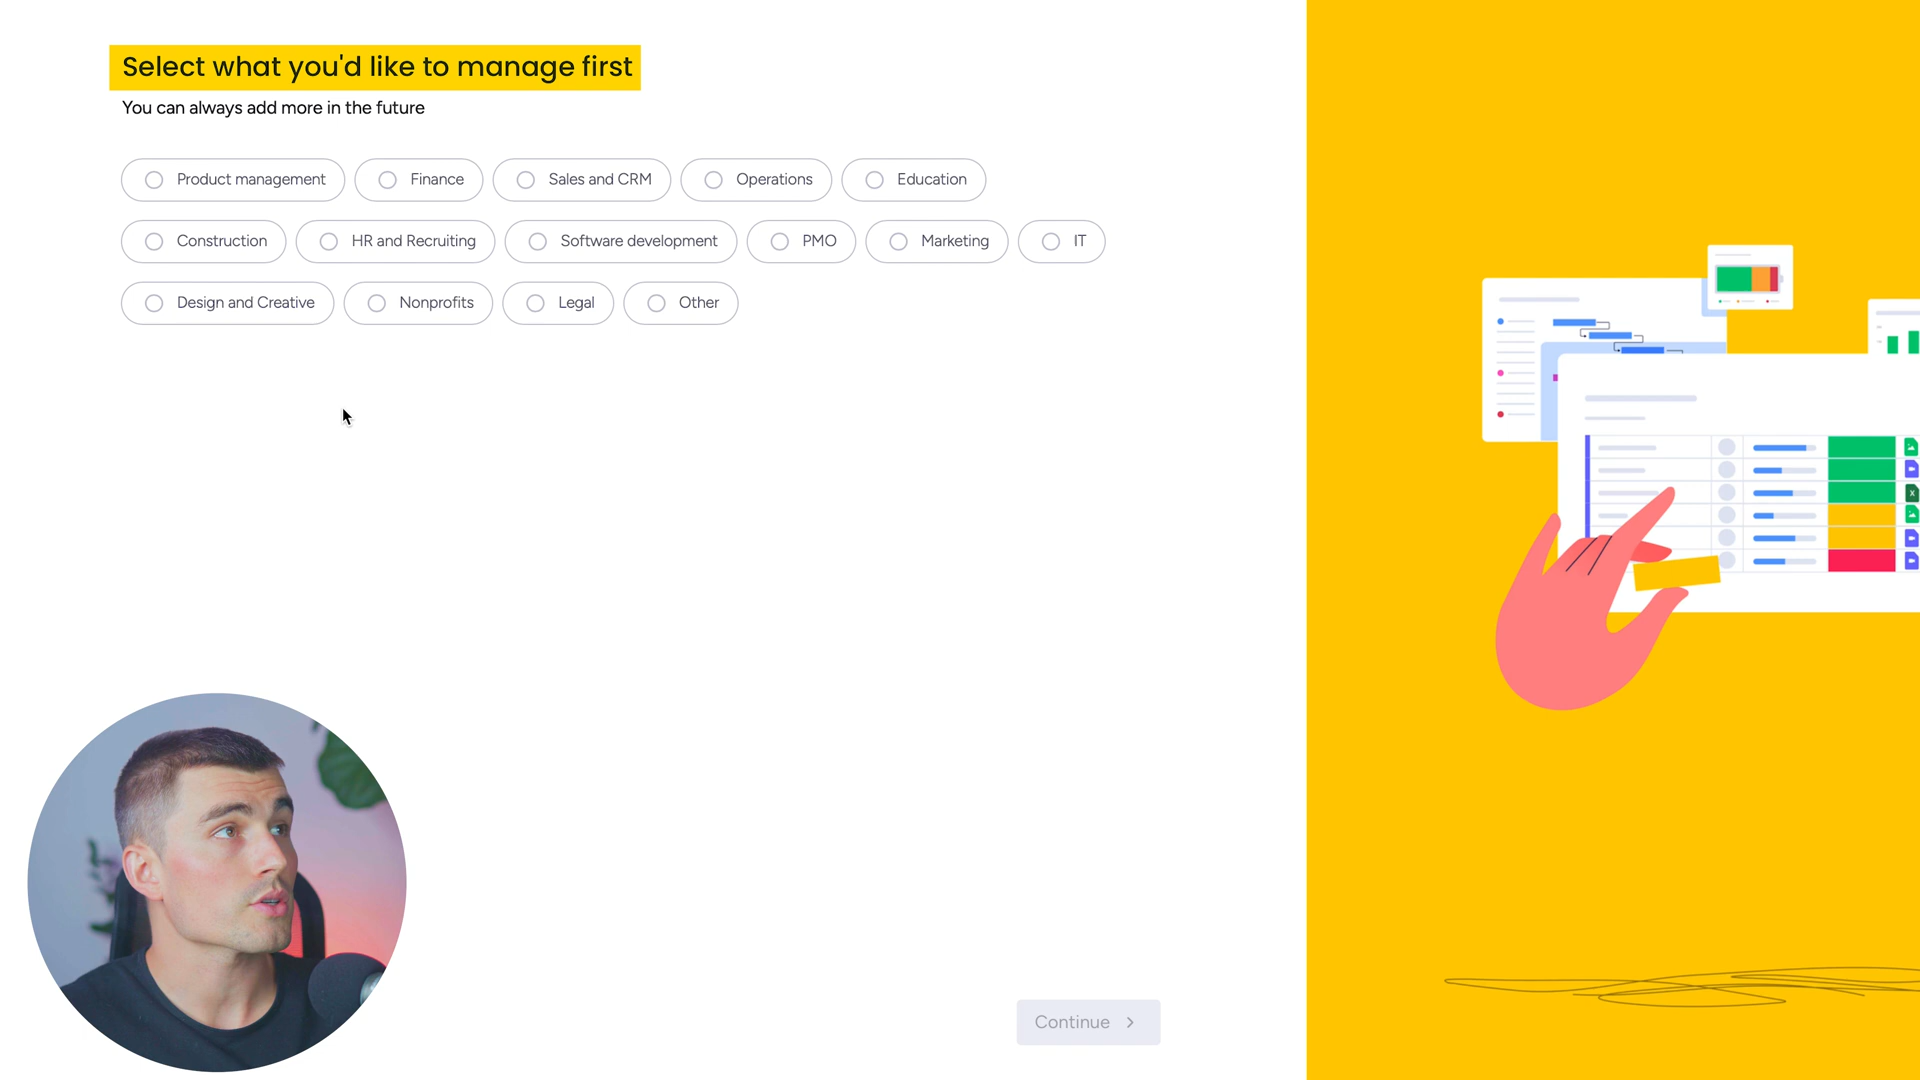 Select what you'd like to manage first
You can always add more in the future
Product management Finance Sales and CRM Operations Education
Construction HR and Recruiting Software development PMO Marketing IT
Design and Creative Nonprofits Legal Other
X
Continue